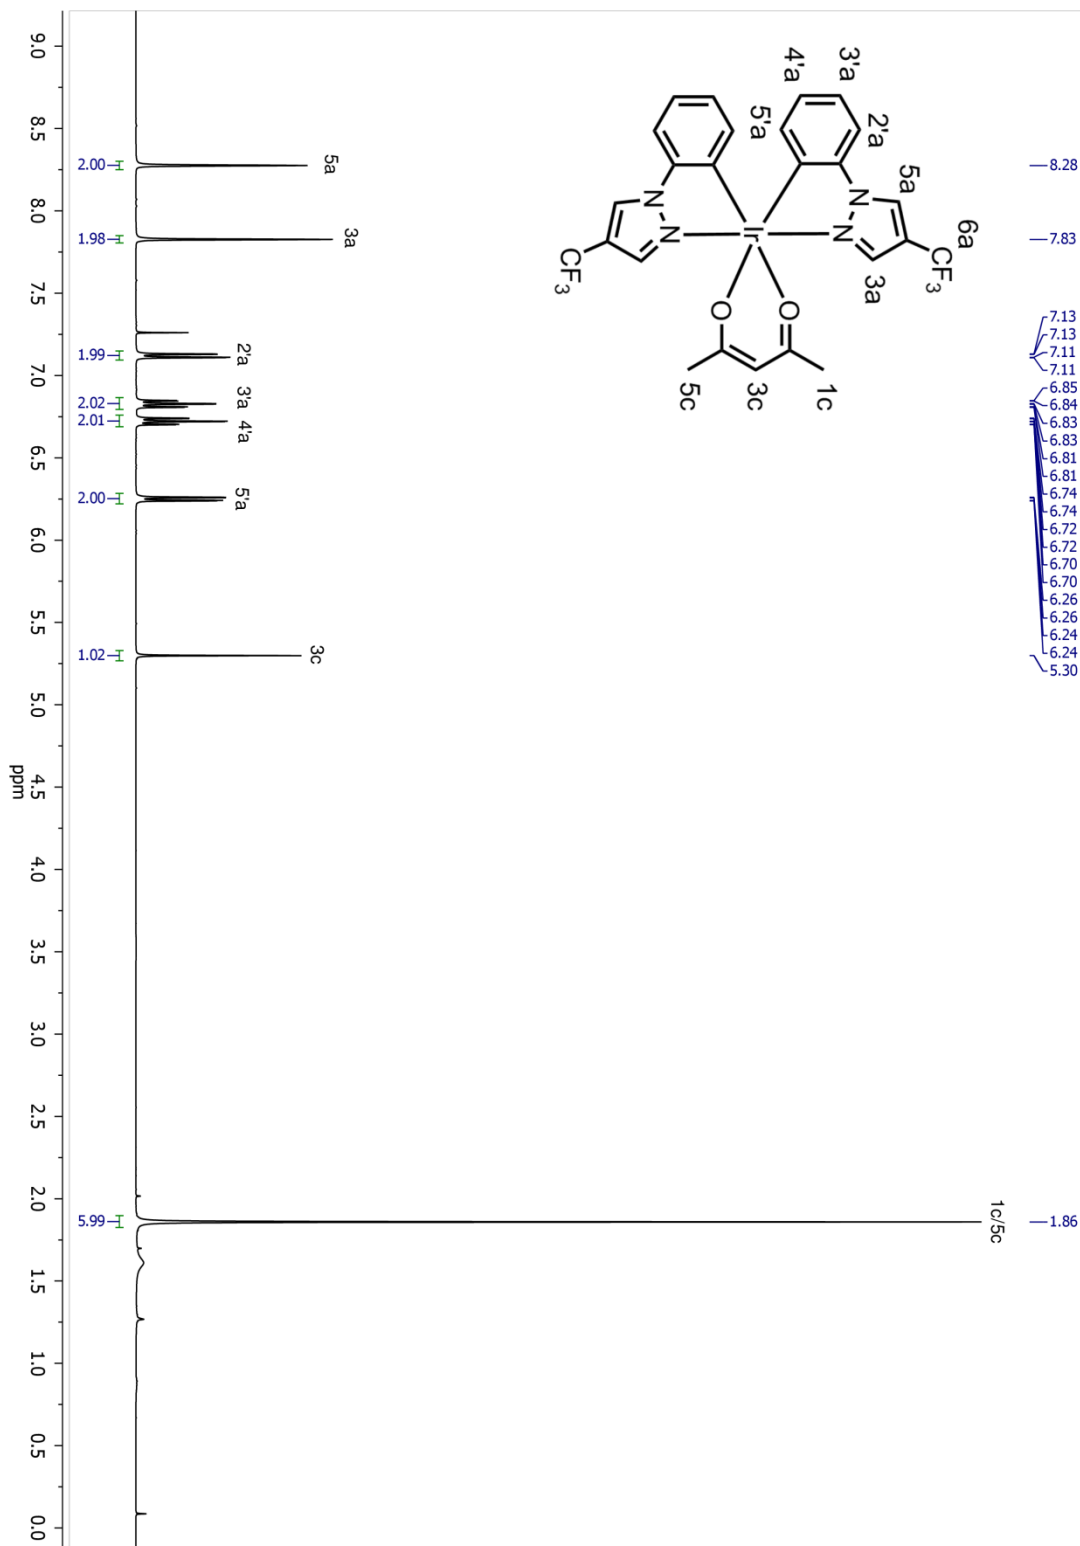 8.28
7.83
7.13
7.13
7.11
7.11
6.85
6.84
6.83
6.83
6.81
6.81
6.74
6.74
6.72
6.72
6.70
6.70
6.26
6.26
6.24
6.24
5.30
1.86
6a
CF3
5a
3a
2'a
3'a
4'a
5'a
N
N
N
N
CF3
Ir
O
O
1c
3c
5c
5a
3a
2'a
3'a
4'a
5'a
3c
1c/5c
2.00
1.98
1.99
2.02
2.01
2.00
1.02
5.99
9.0 8.5 8.0 7.5 7.0 6.5 6.0 5.5 5.0 4.5 4.0 3.5 3.0 2.5 2.0 1.5 1.0 0.5 0.0
ppm